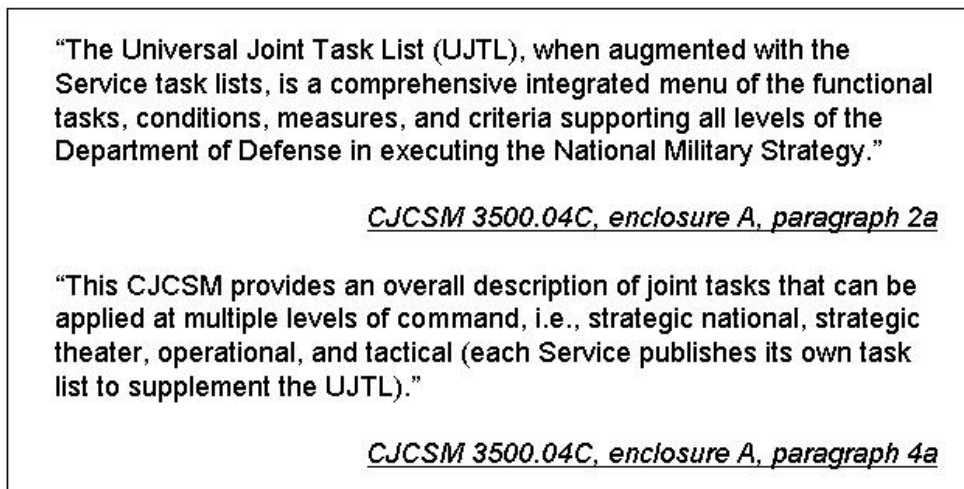 “The Universal Joint Task List (UJTL), when augmented with the
Service task lists, is a comprehensive integrated menu of the functional
tasks, conditions, measures, and criteria supporting all levels of the
Department of Defense in executing the National Military Strategy.”
CJCSM 3500.04C, enclosure A, paragraph 2a
“This CJCSM provides an overall description of joint tasks that can be
applied at multiple levels of command, i.e., strategic national, strategic
theater, operational, and tactical (each Service publishes its own task
list to supplement the UJTL).”
CJCSM 3500.04C, enclosure A, paragraph 4a